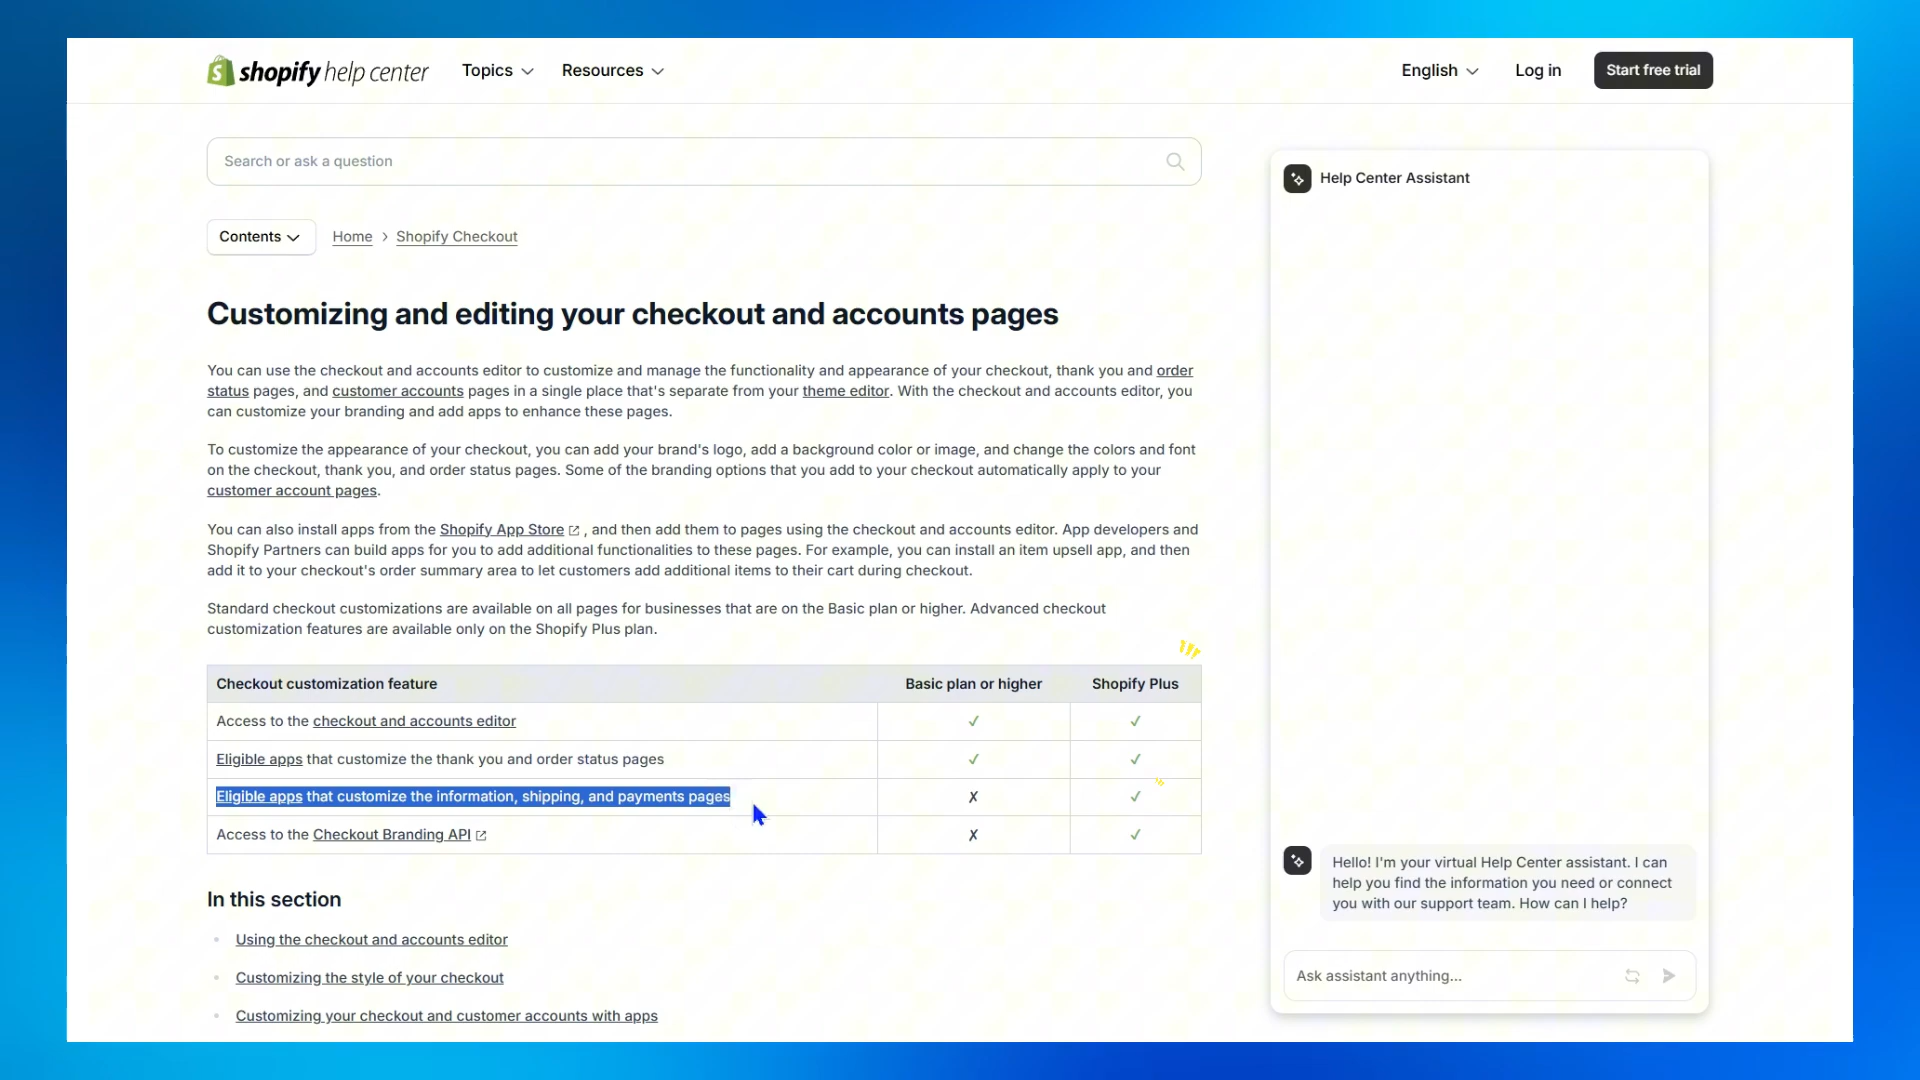 shopify help center
Topics
Resources
English
Log in
Start free trial
Search or ask a question
Contents
Home > Shopify Checkout
Customizing and editing your checkout and accounts pages
You can use the checkout and accounts editor to customize and manage the functionality and appearance of your checkout, thank you and order
status pages, and customer accounts pages in a single place that's separate from your theme editor. With the checkout and accounts editor, you
can customize your branding and add apps to enhance these pages.
To customize the appearance of your checkout, you can add your brand's logo, add a background color or image, and change the colors and font
on the checkout, thank you, and order status pages. Some of the branding options that you add to your checkout automatically apply to your
customer account pages.
You can also install apps from the Shopify App Store , and then add them to pages using the checkout and accounts editor. App developers and
Shopify Partners can build apps for you to add additional functionalities to these pages. For example, you can install an item upsell app, and then
add it to your checkout's order summary area to let customers add additional items to their cart during checkout.
Standard checkout customizations are available on all pages for businesses that are on the Basic plan or higher. Advanced checkout
customization features are available only on the Shopify Plus plan.
Checkout customization feature Basic plan or higher Shopify Plus
Access to the checkout and accounts editor ✓ ✓
Eligible apps that customize the thank you and order status pages ✓ ✓
Eligible apps that customize the information, shipping, and payments pages ✗ ✓
Access to the Checkout Branding API ✗ ✓
In this section
• Using the checkout and accounts editor
• Customizing the style of your checkout
• Customizing your checkout and customer accounts with apps
Help Center Assistant
Hello! I'm your virtual Help Center assistant. I can
help you find the information you need or connect
you with our support team. How can I help?
Ask assistant anything...